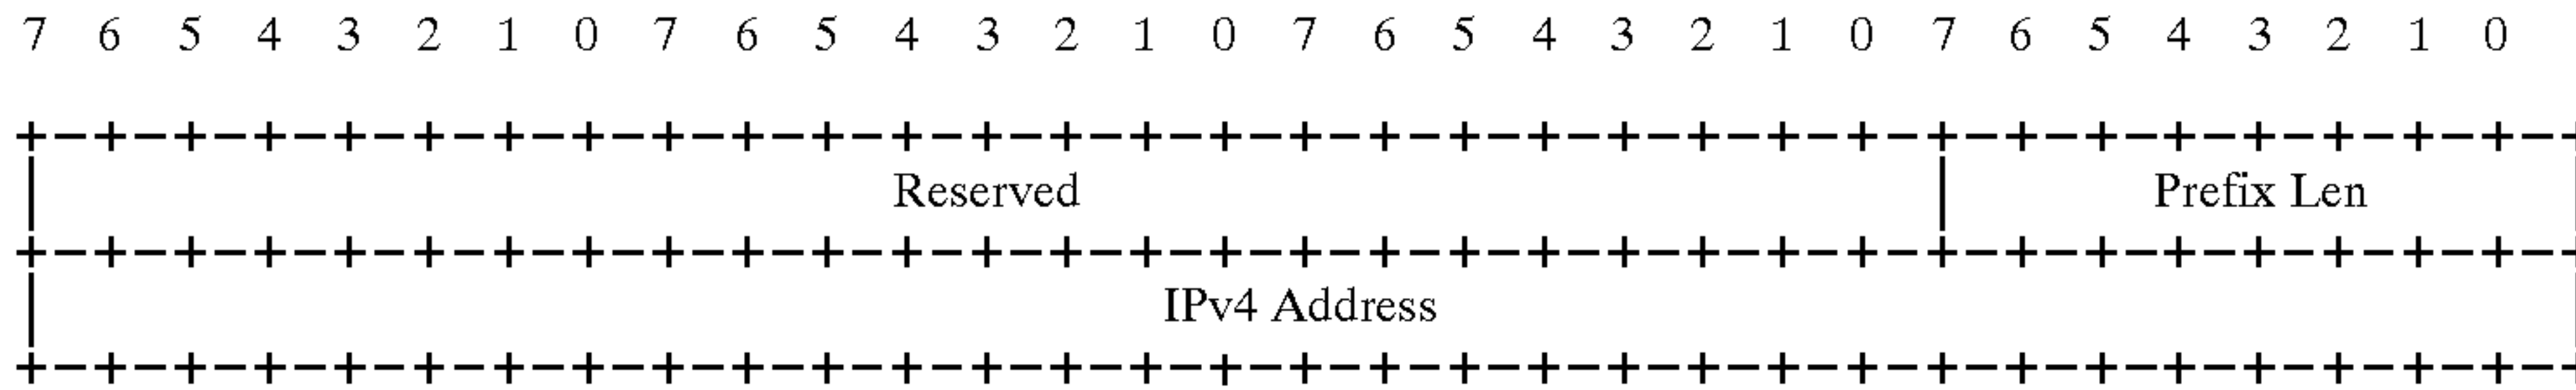 7 6 5 4 3 2 1 0 7 6 5 4 3 2 1 0 7 6 5 4 3 2 1 0 7 6 5 4 3 2 1 0
+-+-+-+-+-+-+-+-+-+-+-+-+-+-+-+-+-+-+-+-+-+-+-+-+-+-+-+-+-+-+-+-+
| Reserved | Prefix Len |
+-+-+-+-+-+-+-+-+-+-+-+-+-+-+-+-+-+-+-+-+-+-+-+-+-+-+-+-+-+-+-+-+
| IPv4 Address |
+-+-+-+-+-+-+-+-+-+-+-+-+-+-+-+-+-+-+-+-+-+-+-+-+-+-+-+-+-+-+-+-+